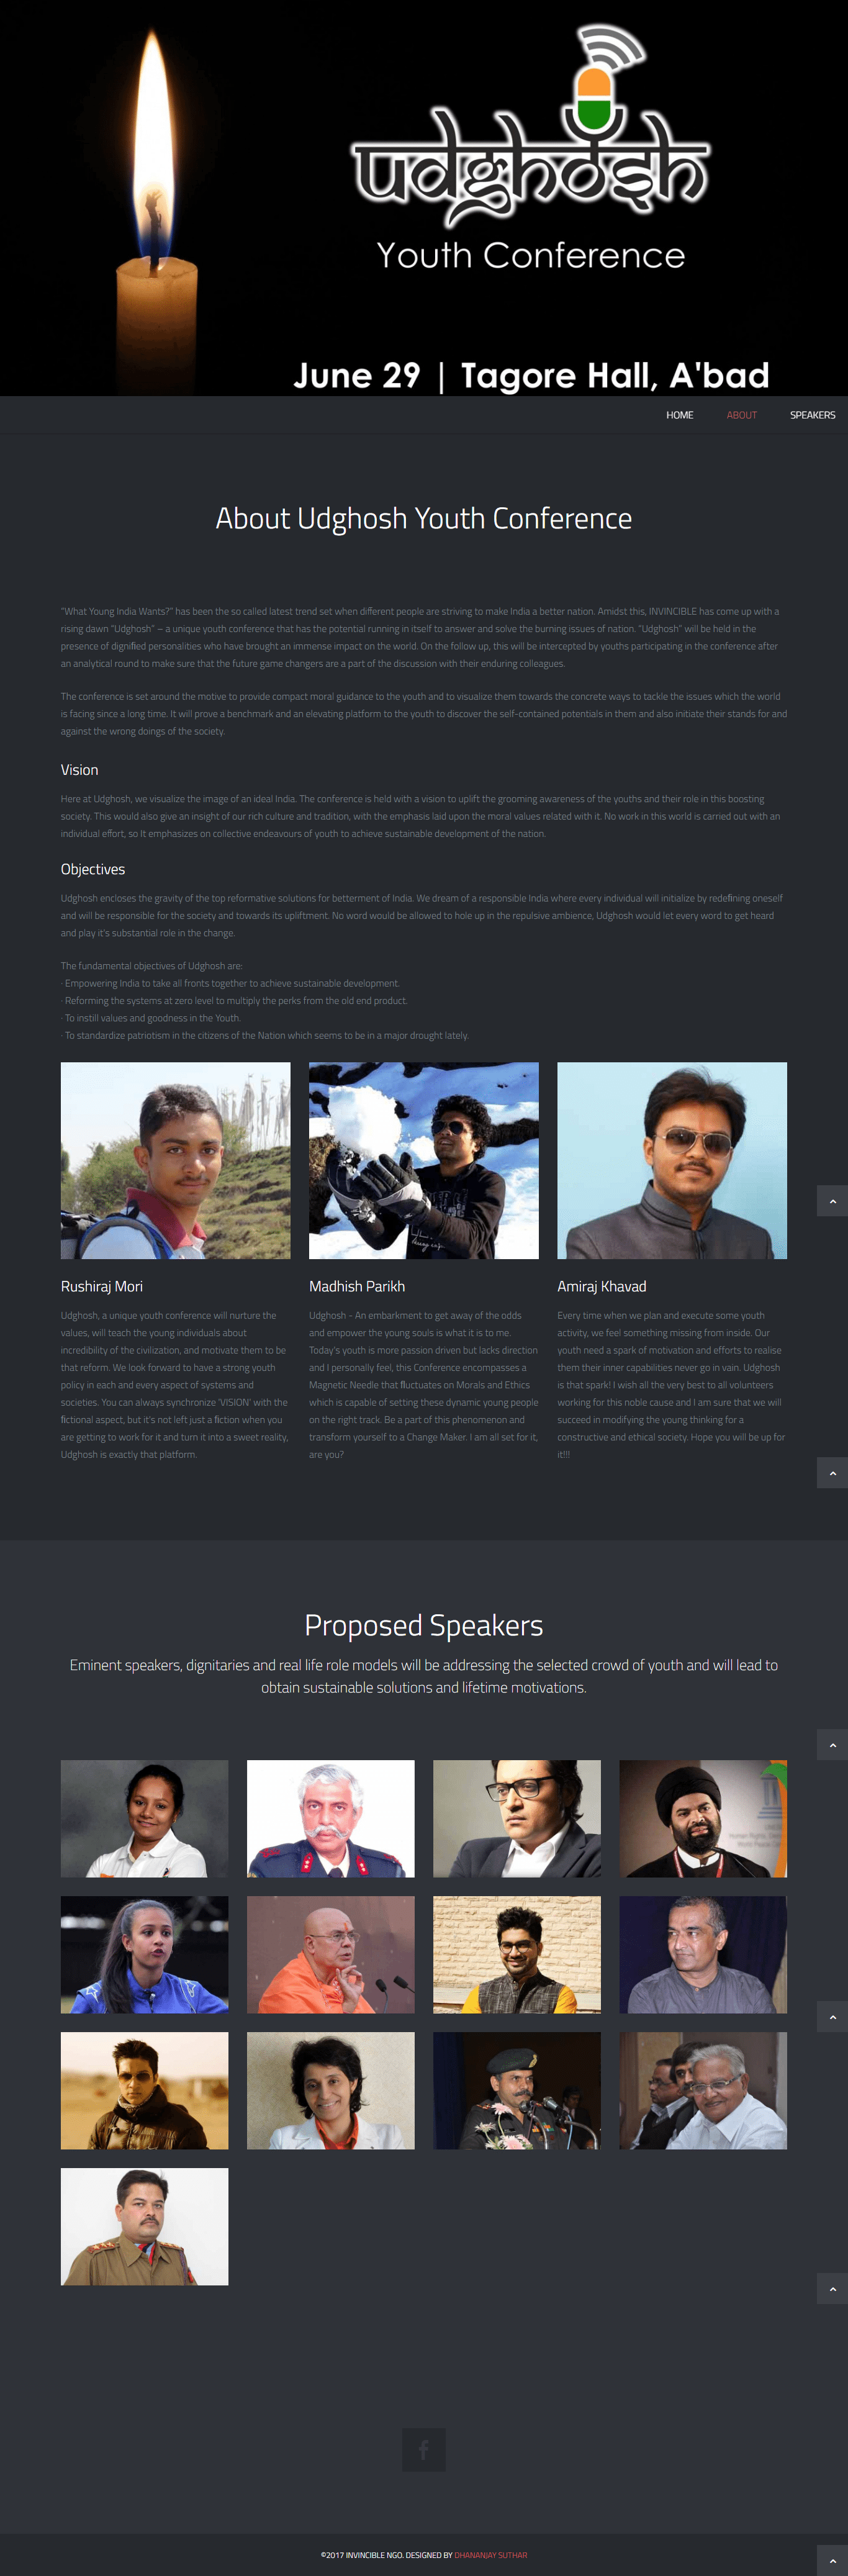 udghosh
Youth Conference
June 29 | Tagore Hall, A'bad
HOME ABOUT SPEAKERS
About Udghosh Youth Conference
"What Young India Wants?" has been the so called latest trend set when different people are striving to make India a better nation. Amidst this, INVINCIBLE has come up with a
rising dawn "Udghosh" – a unique youth conference that has the potential running in itself to answer and solve the burning issues of nation. "Udghosh" will be held in the
presence of dignified personalities who have brought an immense impact on the world. On the follow up, this will be intercepted by youths participating in the conference after
an analytical round to make sure that the future game changers are a part of the discussion with their enduring colleagues.
The conference is set around the motive to provide compact moral guidance to the youth and to visualize them towards the concrete ways to tackle the issues which the world
is facing since a long time. It will prove a benchmark and an elevating platform to the youth to discover the self-contained potentials in them and also initiate their stands for and
against the wrong doings of the society.
Vision
Here at Udghosh, we visualize the image of an ideal India. The conference is held with a vision to uplift the grooming awareness of the youths and their role in this boosting
society. This would also give an insight of our rich culture and tradition, with the emphasis laid upon the moral values related with it. No work in this world is carried out with an
individual effort, so It emphasizes on collective endeavours of youth to achieve sustainable development of the nation.
Objectives
Udghosh encloses the gravity of the top reformative solutions for betterment of India. We dream of a responsible India where every individual will initialize by redefining oneself
and will be responsible for the society and towards its upliftment. No word would be allowed to hole up in the repulsive ambience, Udghosh would let every word to get heard
and play it's substantial role in the change.
The fundamental objectives of Udghosh are:
· Empowering India to take all fronts together to achieve sustainable development.
· Reforming the systems at zero level to multiply the perks from the old end product.
· To instill values and goodness in the Youth.
· To standardize patriotism in the citizens of the Nation which seems to be in a major drought lately.
Rushiraj Mori
Udghosh, a unique youth conference will nurture the
values, will teach the young individuals about
incredibility of the civilization, and motivate them to be
that reform. We look forward to have a strong youth
policy in each and every aspect of systems and
societies. You can always synchronize 'VISION' with the
fictional aspect, but it's not left just a fiction when you
are getting to work for it and turn it into a sweet reality,
Udghosh is exactly that platform.
Madhish Parikh
Udghosh - An embarkment to get away of the odds
and empower the young souls is what it is to me.
Today's youth is more passion driven but lacks direction
and I personally feel, this Conference encompasses a
Magnetic Needle that fluctuates on Morals and Ethics
which is capable of setting these dynamic young people
on the right track. Be a part of this phenomenon and
transform yourself to a Change Maker. I am all set for it,
are you?
Amiraj Khavad
Every time when we plan and execute some youth
activity, we feel something missing from inside. Our
youth need a spark of motivation and efforts to realise
them their inner capabilities never go in vain. Udghosh
is that spark! I wish all the very best to all volunteers
working for this noble cause and I am sure that we will
succeed in modifying the young thinking for a
constructive and ethical society. Hope you will be up for
it!!!
Proposed Speakers
Eminent speakers, dignitaries and real life role models will be addressing the selected crowd of youth and will lead to
obtain sustainable solutions and lifetime motivations.
©2017 INVINCIBLE NGO. DESIGNED BY DHANANJAY SUTHAR